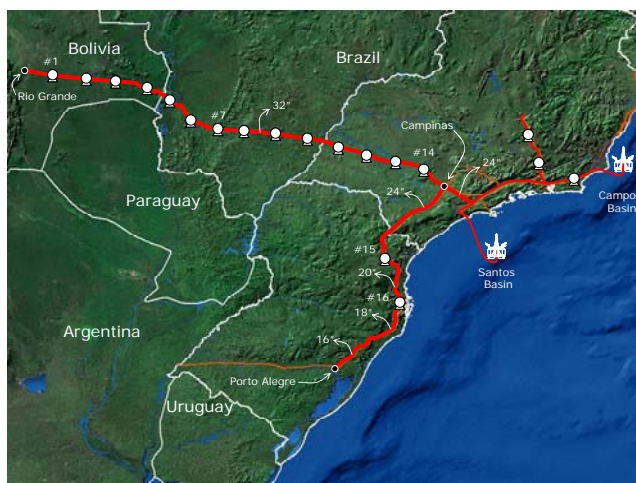 Bolivia
#1
Brazil
Rio Grande
#7
32"
Campinas
#14
24"
24"
Campo
Basin
Paraguay
#15
20"
Santos
Basin
#16
18"
16"
Argentina
Porto Alegre
Uruguay